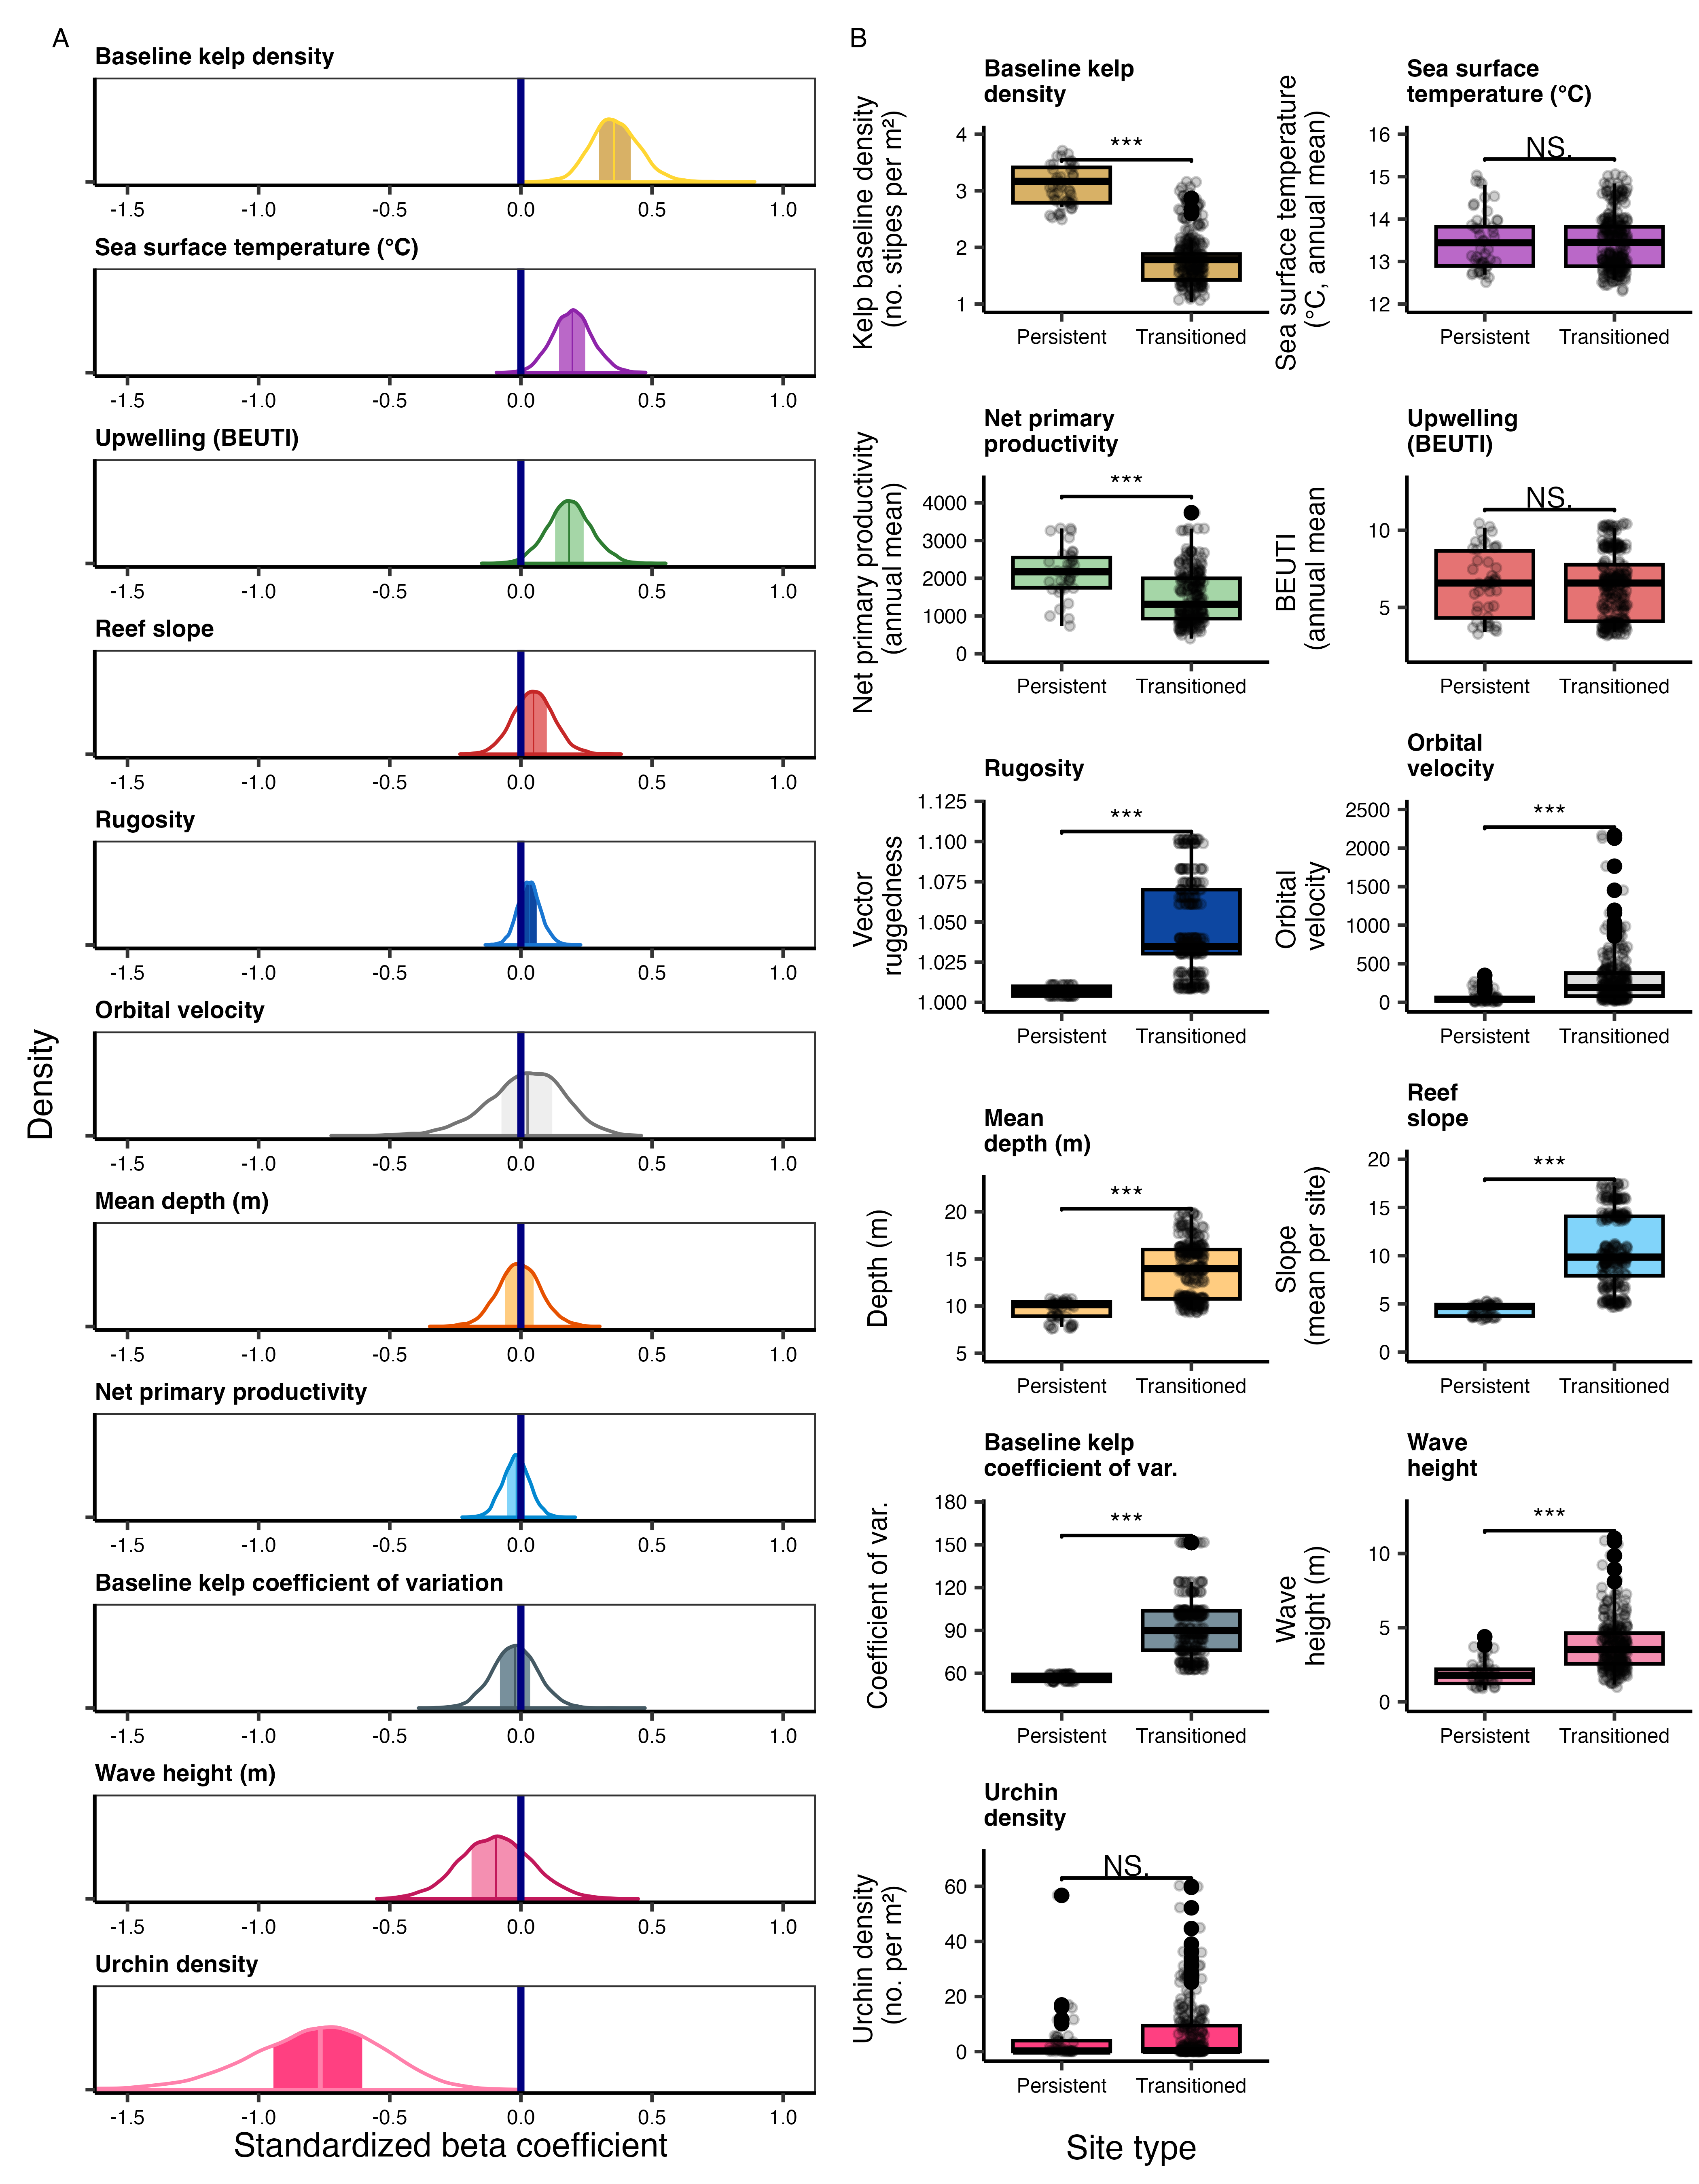 A
Baseline kelp density
-1.5 -1.0 -0.5 0.0 0.5 1.0
Sea surface temperature (°C)
-1.5 -1.0 -0.5 0.0 0.5 1.0
Upwelling (BEUTI)
-1.5 -1.0 -0.5 0.0 0.5 1.0
Reef slope
-1.5 -1.0 -0.5 0.0 0.5 1.0
Rugosity
-1.5 -1.0 -0.5 0.0 0.5 1.0
Orbital velocity
-1.5 -1.0 -0.5 0.0 0.5 1.0
Mean depth (m)
-1.5 -1.0 -0.5 0.0 0.5 1.0
Net primary productivity
-1.5 -1.0 -0.5 0.0 0.5 1.0
Baseline kelp coefficient of variation
-1.5 -1.0 -0.5 0.0 0.5 1.0
Wave height (m)
-1.5 -1.0 -0.5 0.0 0.5 1.0
Urchin density
-1.5 -1.0 -0.5 0.0 0.5 1.0
Density
Standardized beta coefficient
B
Baseline kelp
density
Kelp baseline density
(no. stipes per m²)
4
3
2
1
***
Persistent Transitioned
Sea surface
temperature (°C)
Sea surface temperature
(°C, annual mean)
16
15
14
13
12
NS.
Persistent Transitioned
Net primary
productivity
Net primary productivity
(annual mean)
4000
3000
2000
1000
0
***
Persistent Transitioned
Upwelling
(BEUTI)
BEUTI
(annual mean
10
5
NS.
Persistent Transitioned
Rugosity
Vector
ruggedness
1.125
1.100
1.075
1.050
1.025
1.000
***
Persistent Transitioned
Orbital
velocity
Orbital
velocity
2500
2000
1500
1000
500
0
***
Persistent Transitioned
Mean
depth (m)
Depth (m)
20
15
10
5
***
Persistent Transitioned
Reef
slope
Slope
(mean per site)
20
15
10
5
0
***
Persistent Transitioned
Baseline kelp
coefficient of var.
Coefficient of var.
180
150
120
90
60
***
Persistent Transitioned
Wave
height
Wave
height (m)
10
5
0
***
Persistent Transitioned
Urchin
density
Urchin density
(no. per m²)
60
40
20
0
NS.
Persistent Transitioned
Site type